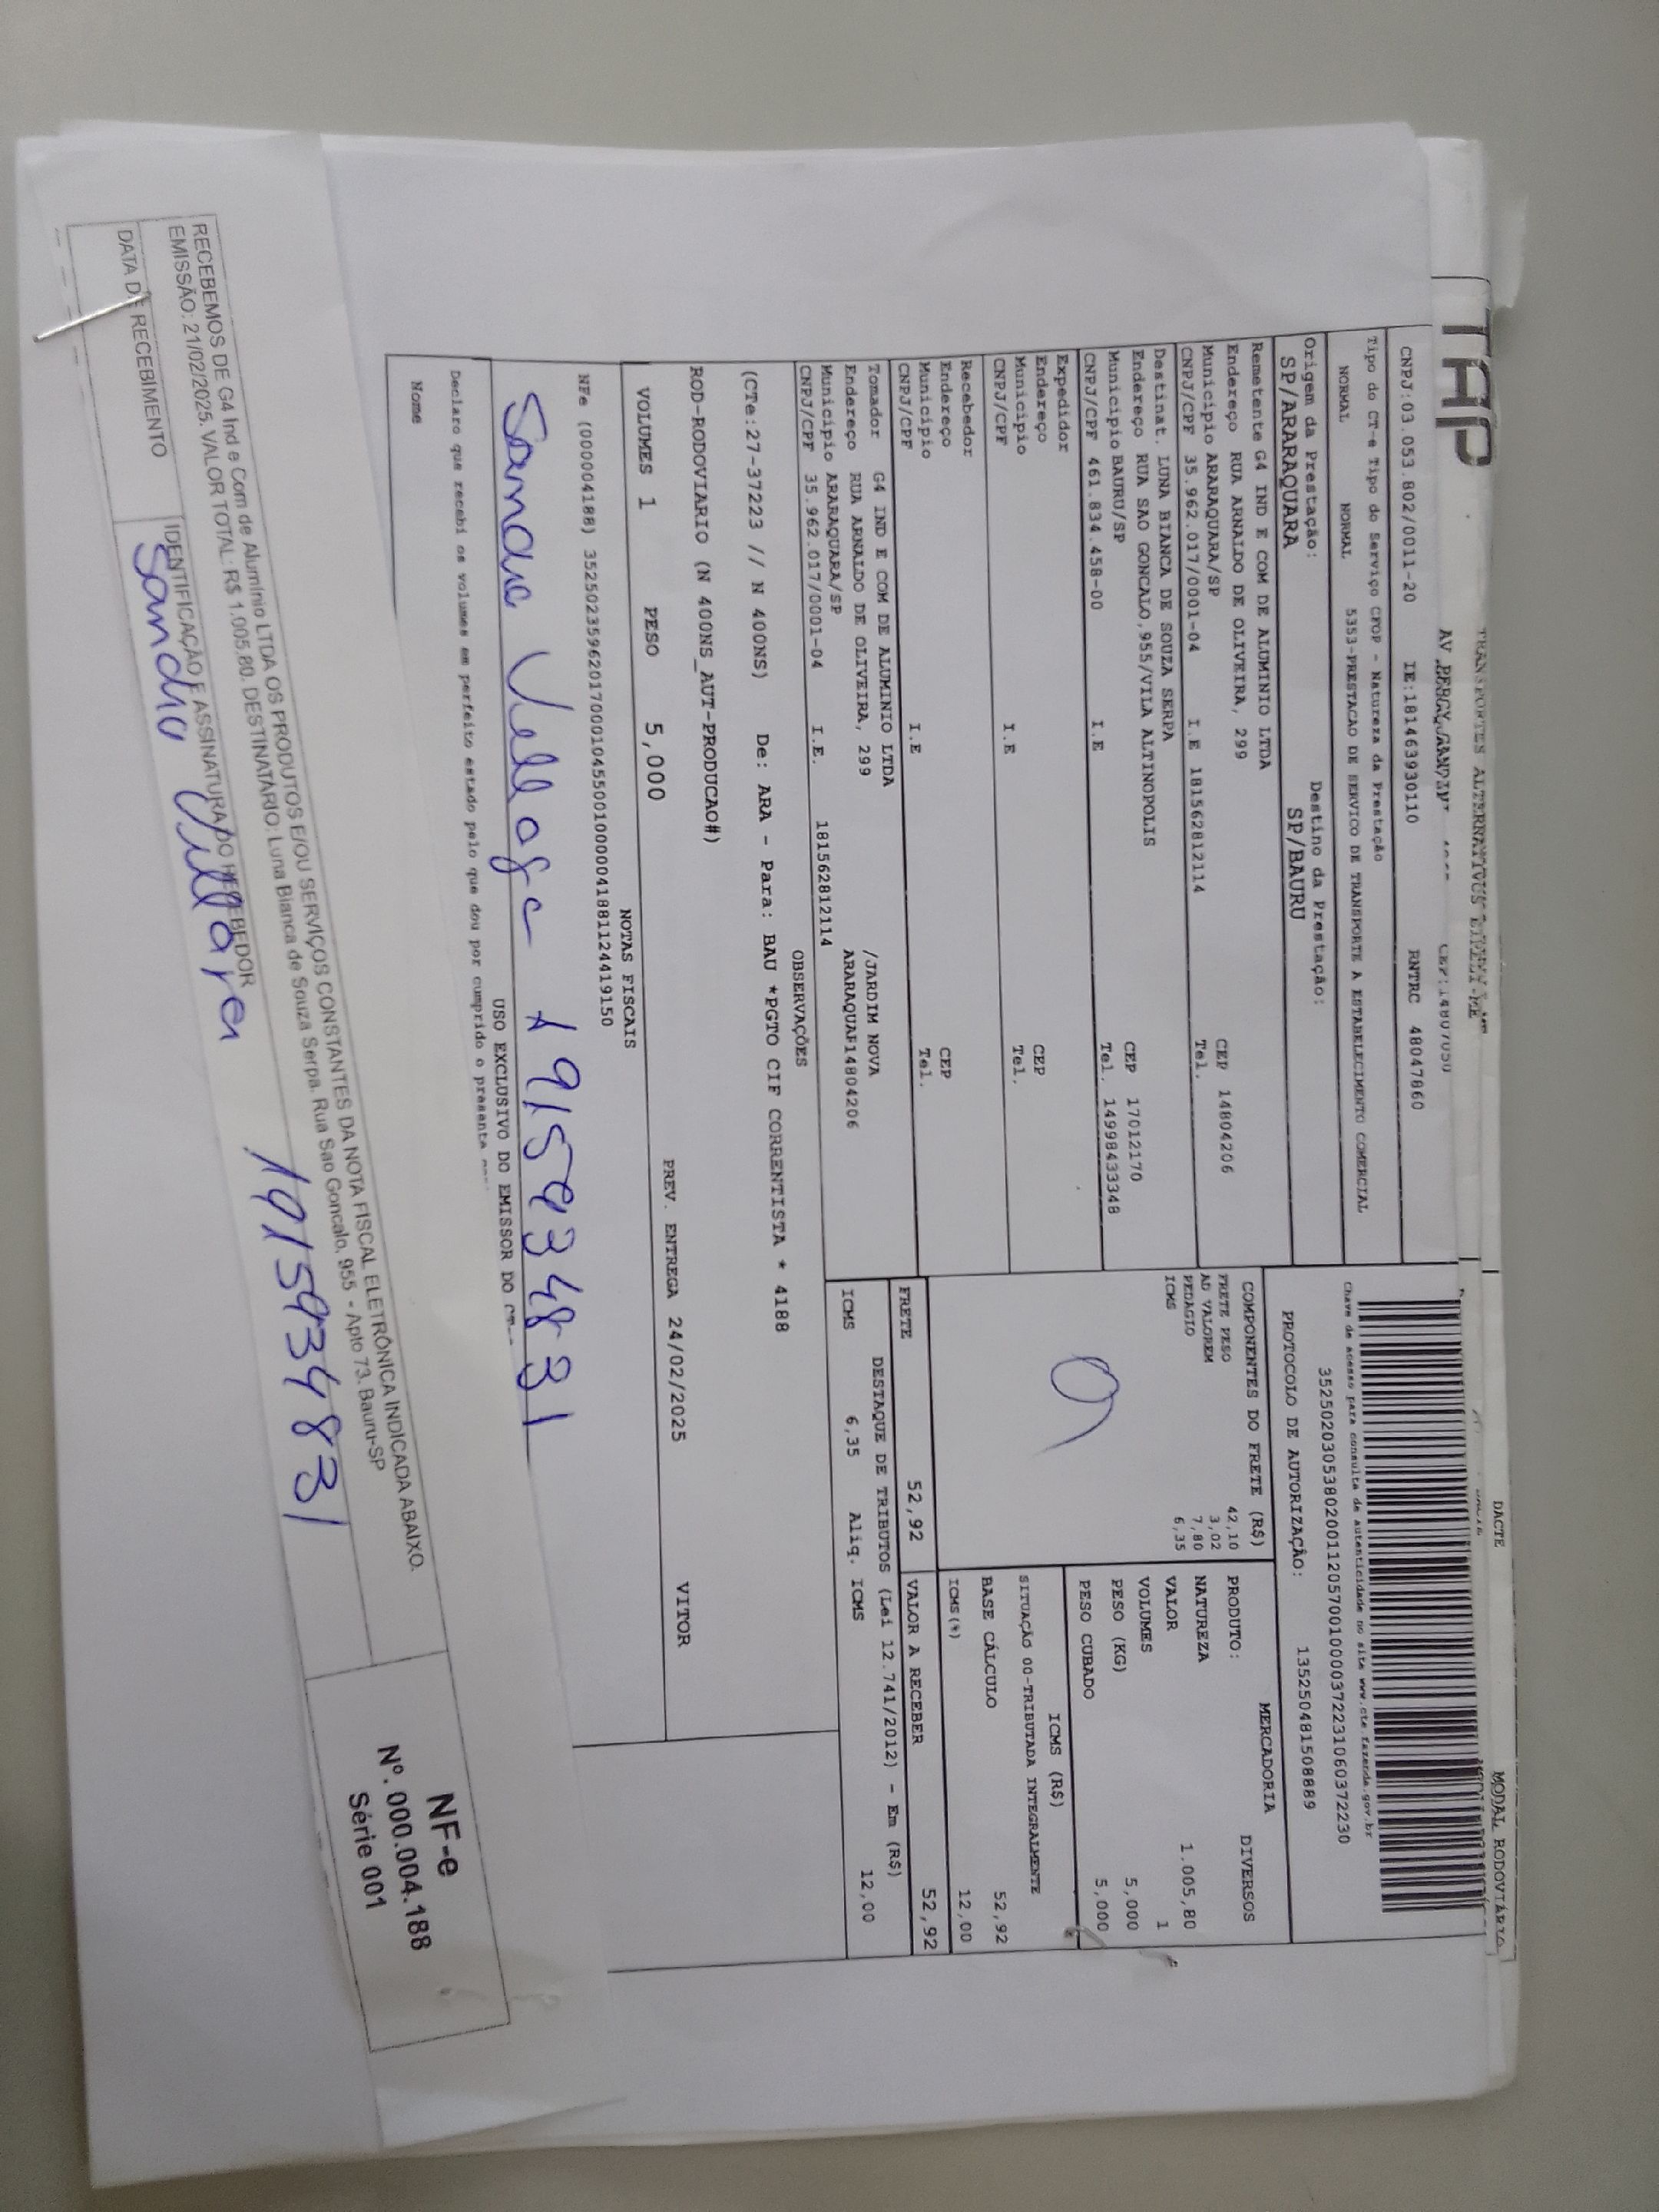 DACTE
MODAL RODOVIÁRIO
TAP
TRANSPORTES ALTERNATIVOS
CNPJ:03.053.802/0011-20 IE:181463930110 RNTRC 48047860
Tipo do CT-e Tipo do Serviço CFOP - Natureza da Prestação
NORMAL NORMAL 5353-PRESTACAO DE SERVICO DE TRANSPORTE A ESTABELECIMENTO COMERCIAL
Chave de acesso para consulta de autenticidade no site www.cte.fazenda.gov.br
Origem da Prestação: Destino da Prestação:
SP/ARARAQUARA SP/BAURU
PROTOCOLO DE AUTORIZAÇÃO: 135250481508889
Remetente G4 IND E COM DE ALUMINIO LTDA
Endereço RUA ARNALDO DE OLIVEIRA, 299 CEP 14804206
Municipio ARARAQUARA/SP Tel.
CNPJ/CPF 35.962.017/0001-04 I.E 181562812114
Destinat. LUNA BIANCA DE SOUZA SERPA
Endereço RUA SAO GONCALO,955/VILA ALTINOPOLIS CEP 17012170
Municipio BAURU/SP Tel. 14998433348
CNPJ/CPF 461.834.458-00 I.E
Expedidor
Endereço CEP
Municipio Tel.
CNPJ/CPF I.E
Recebedor
Endereço CEP
Município Tel.
CNPJ/CPF I.E
Tomador G4 IND E COM DE ALUMINIO LTDA /JARDIM NOVA
Endereço RUA ARNALDO DE OLIVEIRA, 299 ARARAQUAF14804206
Municipio ARARAQUARA/SP
CNPJ/CPF 35.962.017/0001-04 I.E. 181562812114
COMPONENTES DO FRETE (R$)
FRETE PESO 42,10
AD VALOREM 3,02
PEDAGIO 7,80
ICMS 6,35
MERCADORIA
PRODUTO: DIVERSOS
NATUREZA
VALOR 1.005,80
VOLUMES 1
PESO (KG) 5,000
PESO CUBADO 5,000
ICMS (R$)
SITUAÇÃO 00-TRIBUTADA INTEGRALMENTE
BASE CÁLCULO 52,92
ICMS(%) 12,00
FRETE 52,92 VALOR A RECEBER 52,92
DESTAQUE DE TRIBUTOS (Lei 12.741/2012) - Em (R$)
ICMS 6,35 Aliq. ICMS 12,00
OBSERVAÇÕES
(CTe:27-37223 // N 400NS) De: ARA - Para: BAU *PGTO CIF CORRENTISTA * 4188
ROD-RODOVIARIO (N 400NS_AUT-PRODUCAO#)
VOLUMES 1 PESO 5,000 PREV. ENTREGA 24/02/2025 VITOR
NOTAS FISCAIS
USO EXCLUSIVO DO EMISSOR DO
Declaro que recebi os volumes em perfeito estado pelo que dou por cumprido o presente
Nome
RECEBEMOS DE G4 Ind e Com de Alumínio LTDA OS PRODUTOS E/OU SERVIÇOS CONSTANTES DA NOTA FISCAL ELETRÔNICA INDICADA ABAIXO.
EMISSÃO: 21/02/2025. VALOR TOTAL: R$ 1.005,80. DESTINATÁRIO: Luna Bianca de Souza Serpa. Rua Sao Goncalo, 955 - Apto 73. Bauru-SP
DATA DE RECEBIMENTO
IDENTIFICAÇÃO E ASSINATURA DO RECEBEDOR
191593483
NF-e
Nº. 000.004.188
Série 001